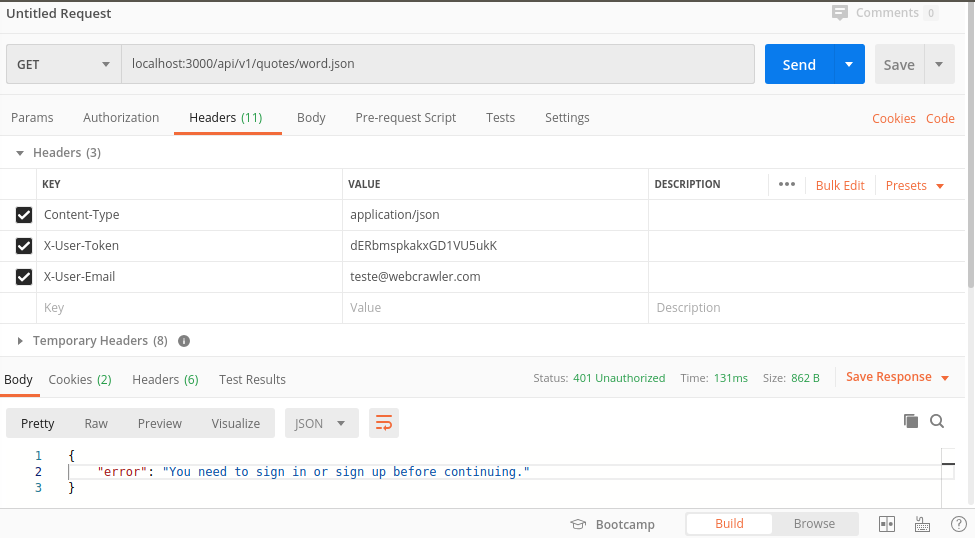 Untitled Request
Comments 0
GET localhost:3000/api/v1/quotes/word.json Send Save
Params Authorization Headers (11) Body Pre-request Script Tests Settings Cookies Code
Headers (3)
KEY VALUE DESCRIPTION ••• Bulk Edit Presets
Content-Type application/json
X-User-Token dERbmspkakxGD1VU5ukK
X-User-Email teste@webcrawler.com
Key Value Description
Temporary Headers (8) i
Body Cookies (2) Headers (6) Test Results Status: 401 Unauthorized Time: 131ms Size: 862 B Save Response
Pretty Raw Preview Visualize JSON
1 {
2 "error": "You need to sign in or sign up before continuing."
3 }
Bootcamp Build Browse ?